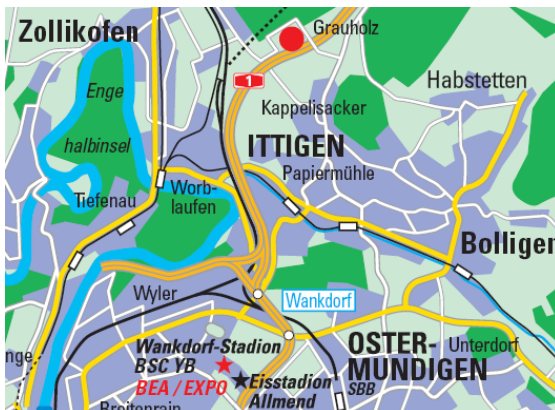 Zollikofen
Grauholz
1
Enge
halbinsel
Habstetten
Kappelisacker
ITTIGEN
Papiermühle
Tiefenau
Worb-
laufen
Bolligen
Wyler
Wankdorf
Wankdorf-Stadion
BSC YB
BEA / EXPO
Eisstadion
Allmend
OSTER-
MUNDIGEN
Unterdorf
SBB
nge
Breitenrain